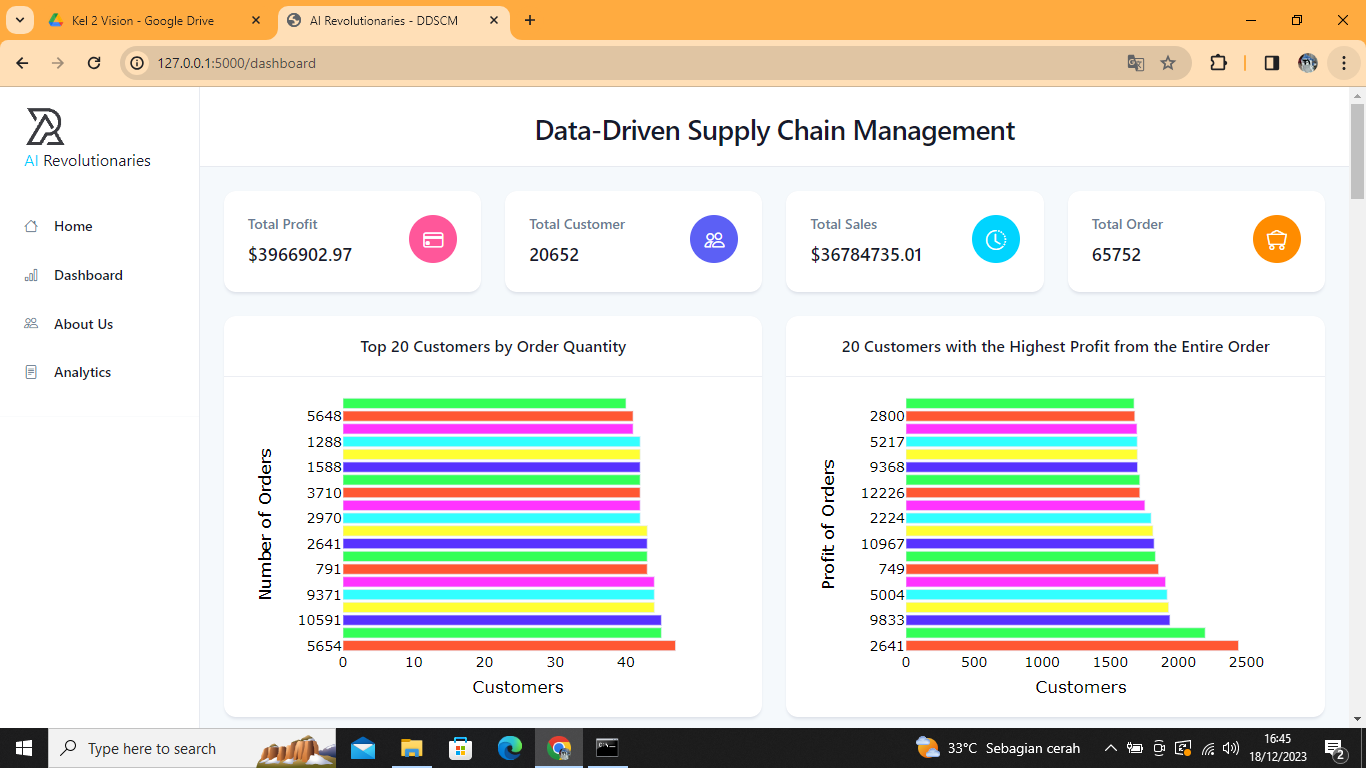 Kel 2 Vision - Google Drive
AI Revolutionaries - DDSCM
127.0.0.1:5000/dashboard
AI Revolutionaries
Home
Dashboard
About Us
Analytics
Data-Driven Supply Chain Management
Total Profit
$3966902.97
Total Customer
20652
Total Sales
$36784735.01
Total Order
65752
Top 20 Customers by Order Quantity
Number of Orders
5648
1288
1588
3710
2970
2641
791
9371
10591
5654
0 10 20 30 40
Customers
20 Customers with the Highest Profit from the Entire Order
Profit of Orders
2800
5217
9368
12226
2224
10967
749
5004
9833
2641
0 500 1000 1500 2000 2500
Customers
Type here to search
33°C Sebagian cerah
16:45
18/12/2023
2